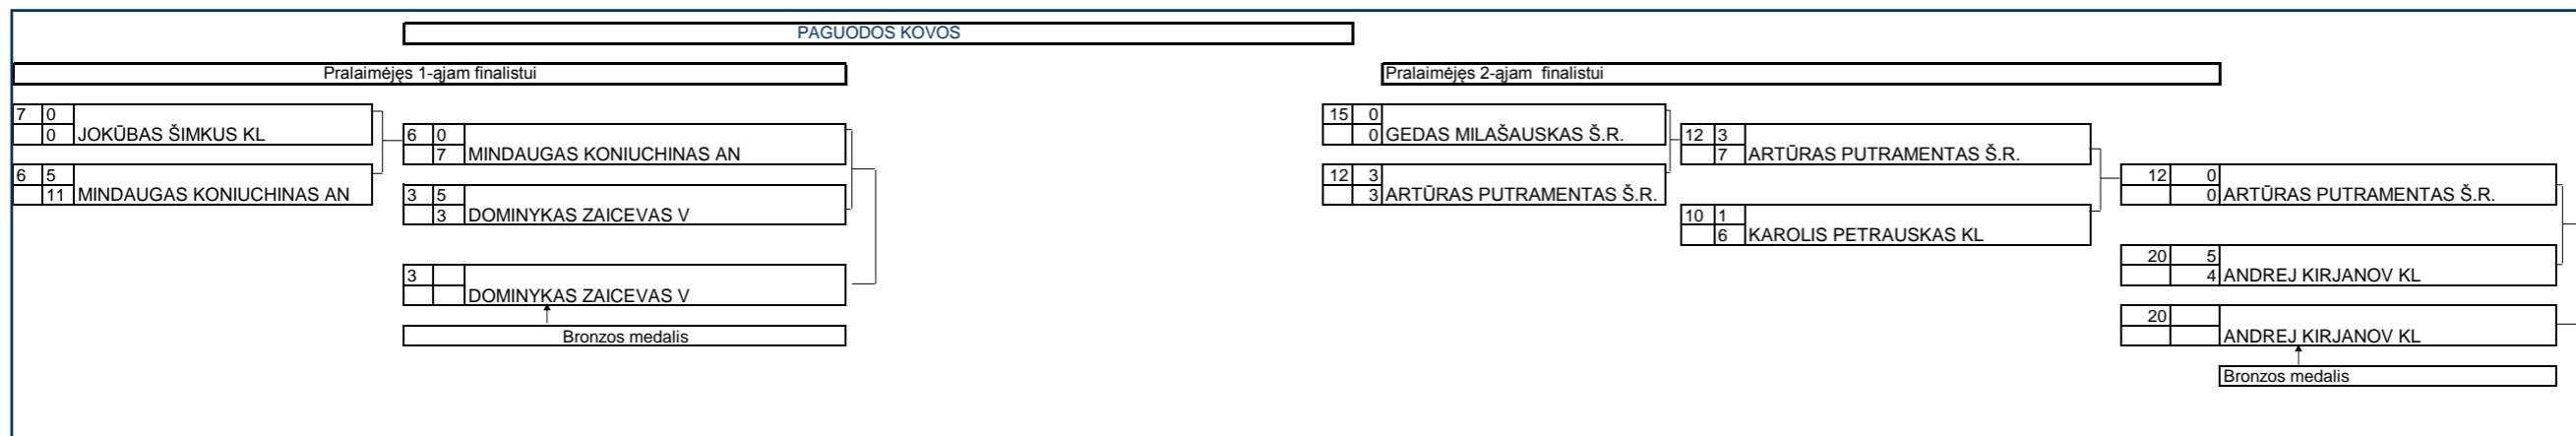 PAGUODOS KOVOS
Pralaimėjęs 1-ajam finalistui
7 0
0 JOKŪBAS ŠIMKUS KL
6 5
11 MINDAUGAS KONIUCHINAS AN
6 0
7 MINDAUGAS KONIUCHINAS AN
3 5
3 DOMINYKAS ZAICEVAS V
3
DOMINYKAS ZAICEVAS V
Bronzos medalis
Pralaimėjęs 2-ajam finalistui
15 0
0 GEDAS MILAŠAUSKAS Š.R.
12 3
3 ARTŪRAS PUTRAMENTAS Š.R.
12 3
7 ARTŪRAS PUTRAMENTAS Š.R.
10 1
6 KAROLIS PETRAUSKAS KL
12 0
0 ARTŪRAS PUTRAMENTAS Š.R.
20 5
4 ANDREJ KIRJANOV KL
20
ANDREJ KIRJANOV KL
Bronzos medalis